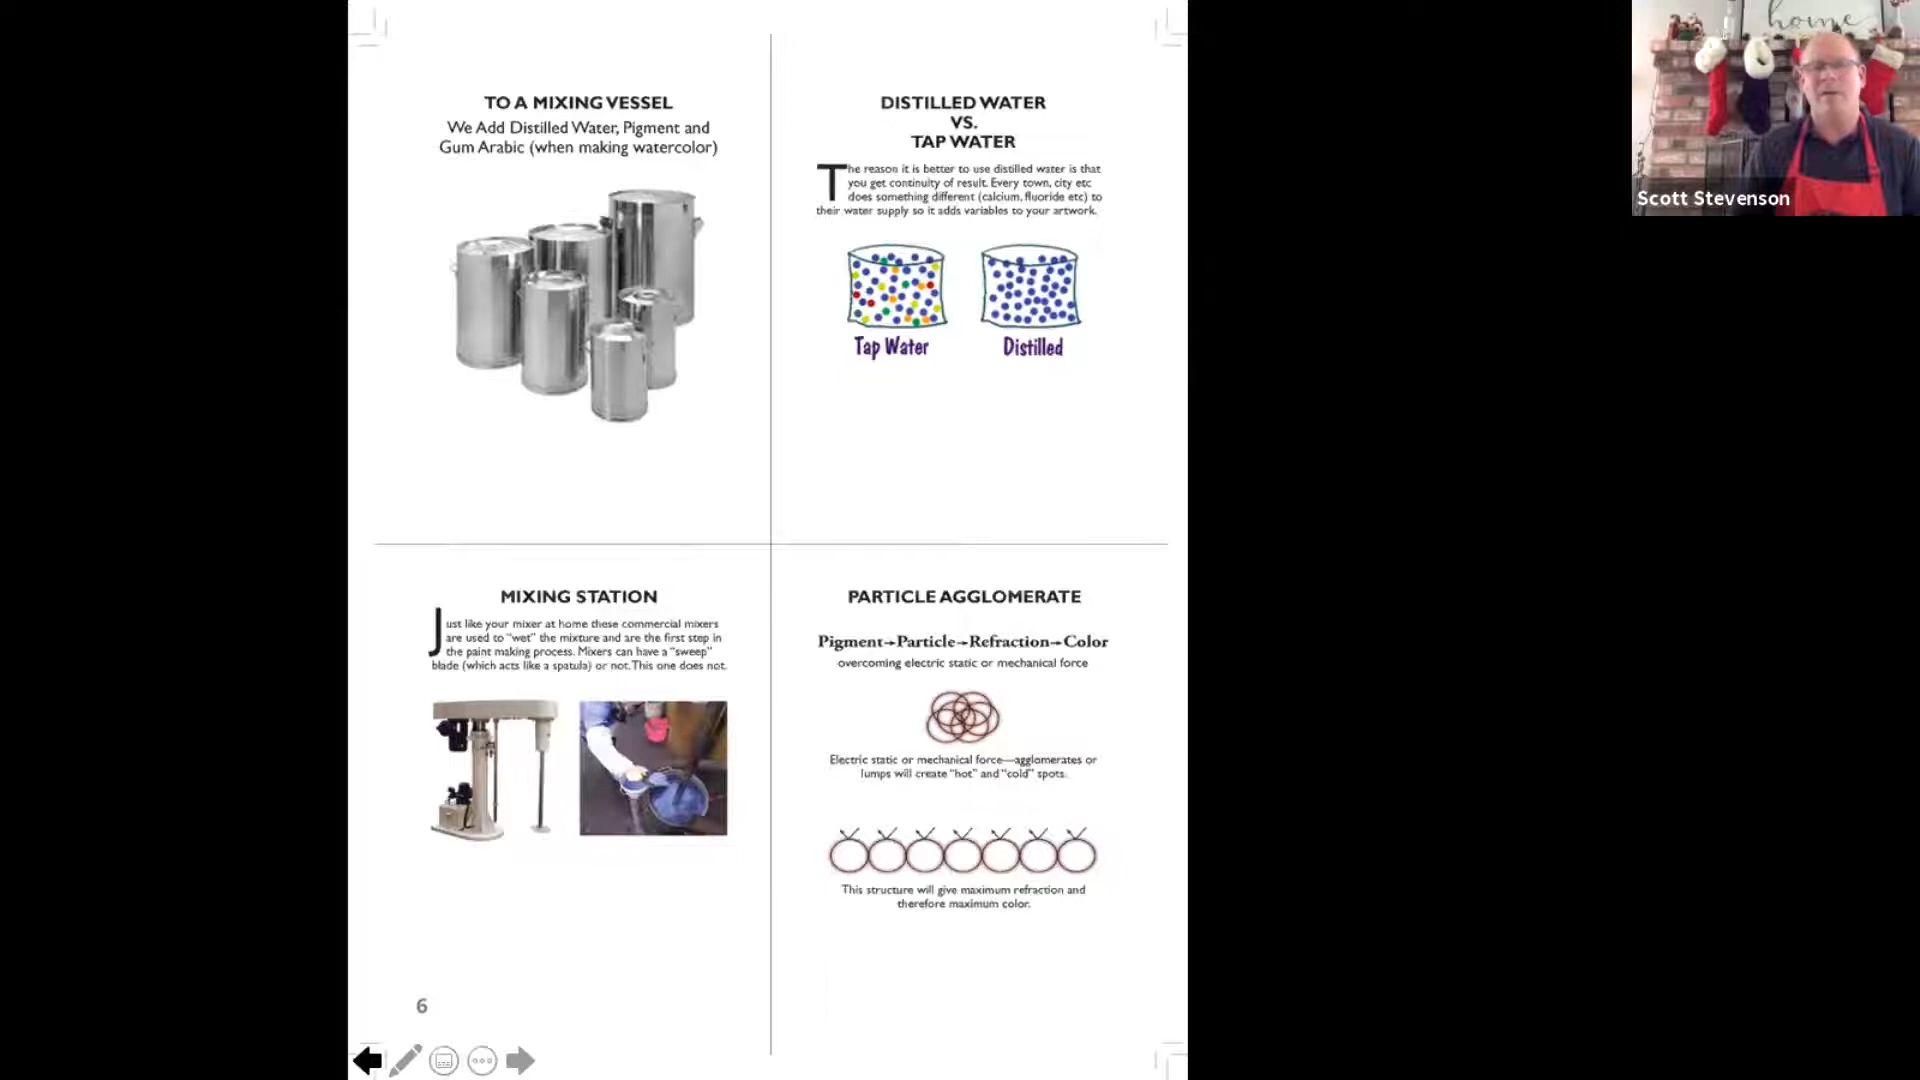 TO A MIXING VESSEL
We Add Distilled Water, Pigment and
Gum Arabic (when making watercolor)
DISTILLED WATER
VS.
TAP WATER
The reason it is better to use distilled water is that
you get continuity of result. Every town, city etc
does something different (calcium, fluoride etc) to
their water supply so it adds variables to your artwork.
Tap Water
Distilled
MIXING STATION
Just like your mixer at home these commercial mixers
are used to "wet" the mixture and are the first step in
the paint making process. Mixers can have a "sweep"
blade (which acts like a spatula) or not. This one does not.
PARTICLE AGGLOMERATE
Pigment→Particle→Refraction→Color
overcoming electric static or mechanical force
Electric static or mechanical force—agglomerates or
lumps will create "hot" and "cold" spots.
This structure will give maximum refraction and
therefore maximum color.
6
home
Scott Stevenson